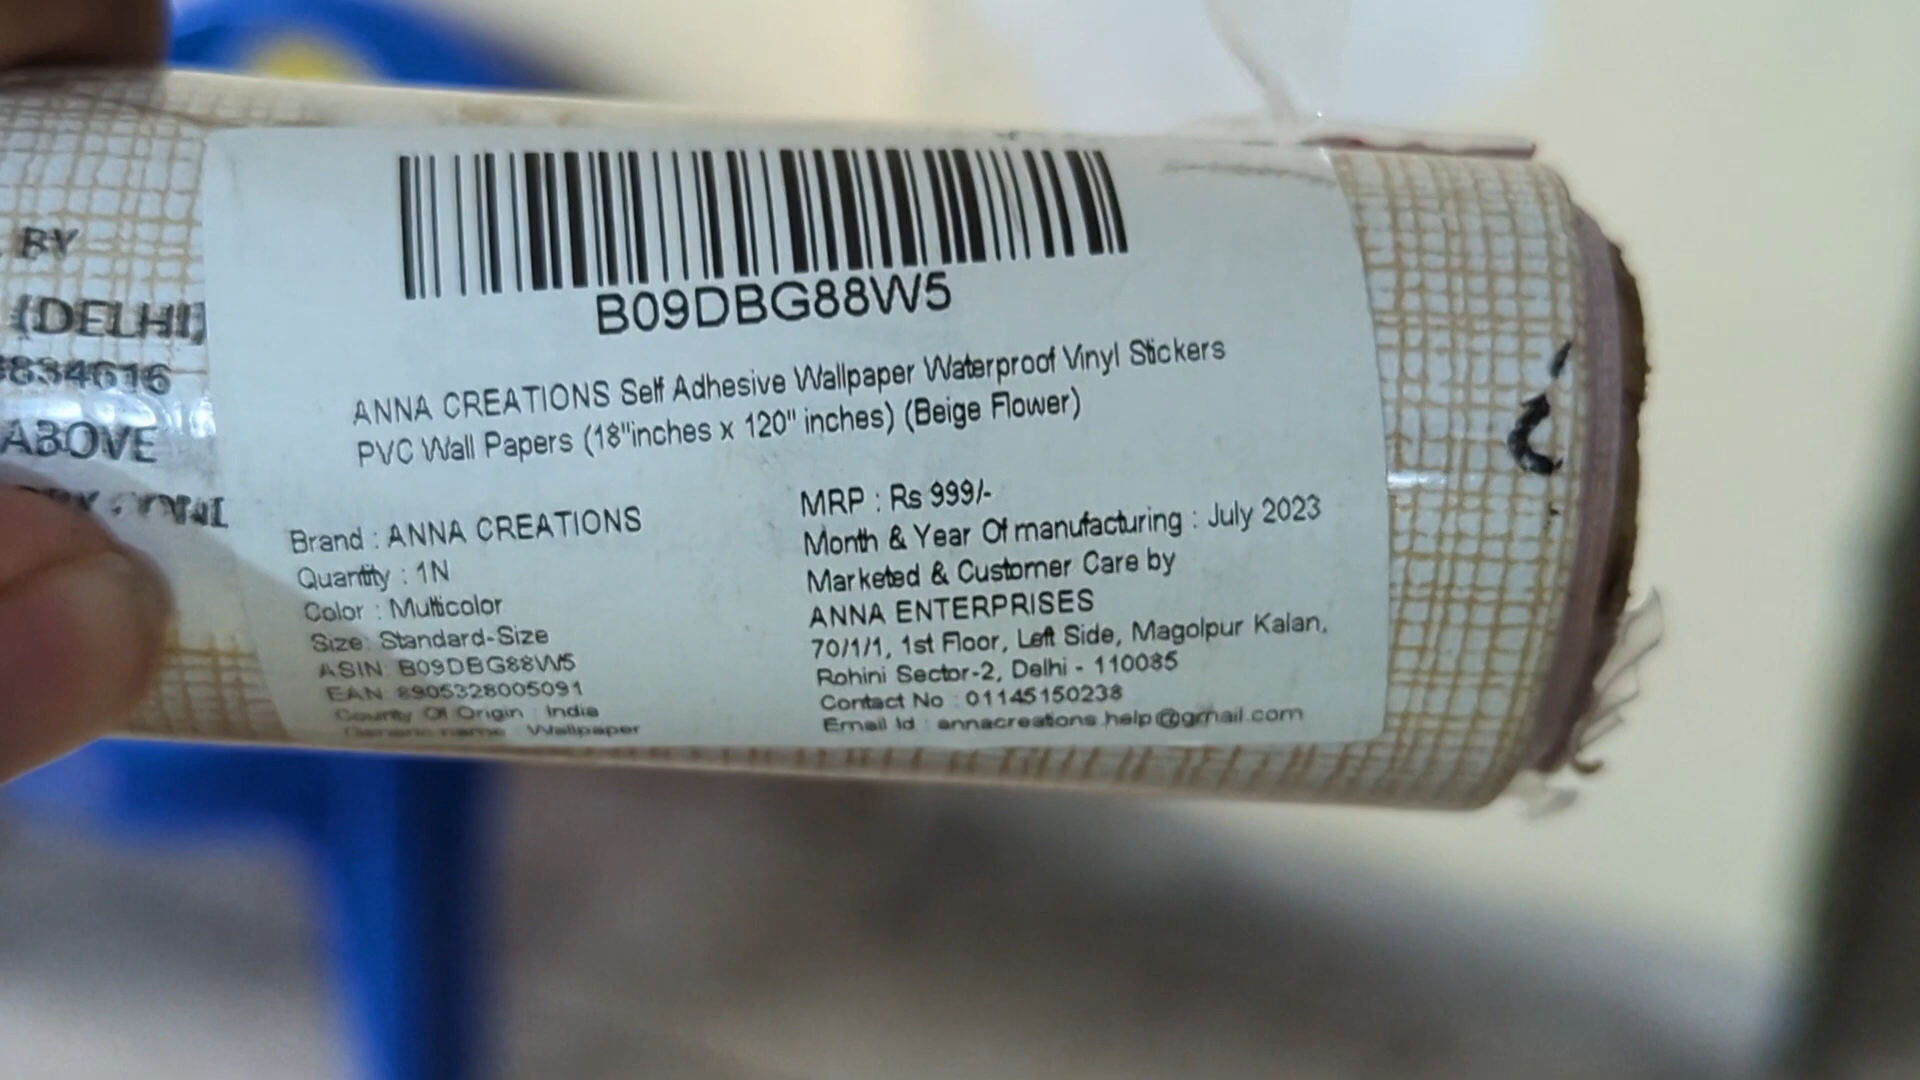 BY
(DELHI)
834616
ABOVE
B09DBG88W5
ANNA CREATIONS Self Adhesive Wallpaper Waterproof Vinyl Stickers
PVC Wall Papers (18"inches x 120" inches) (Beige Flower)
Brand : ANNA CREATIONS
Quantity : 1N
Color : Multicolor
Size: Standard-Size
ASIN: B09DBG88W5
EAN: 8905328005091
County Of Origin : India
Generic name : Wallpaper
MRP : Rs 999/-
Month & Year Of manufacturing : July 2023
Marketed & Customer Care by
ANNA ENTERPRISES
70/1/1, 1st Floor, Left Side, Magolpur Kalan,
Rohini Sector-2, Delhi - 110085
Contact No : 01145150238
Email Id : annacreations.help@gmail.com